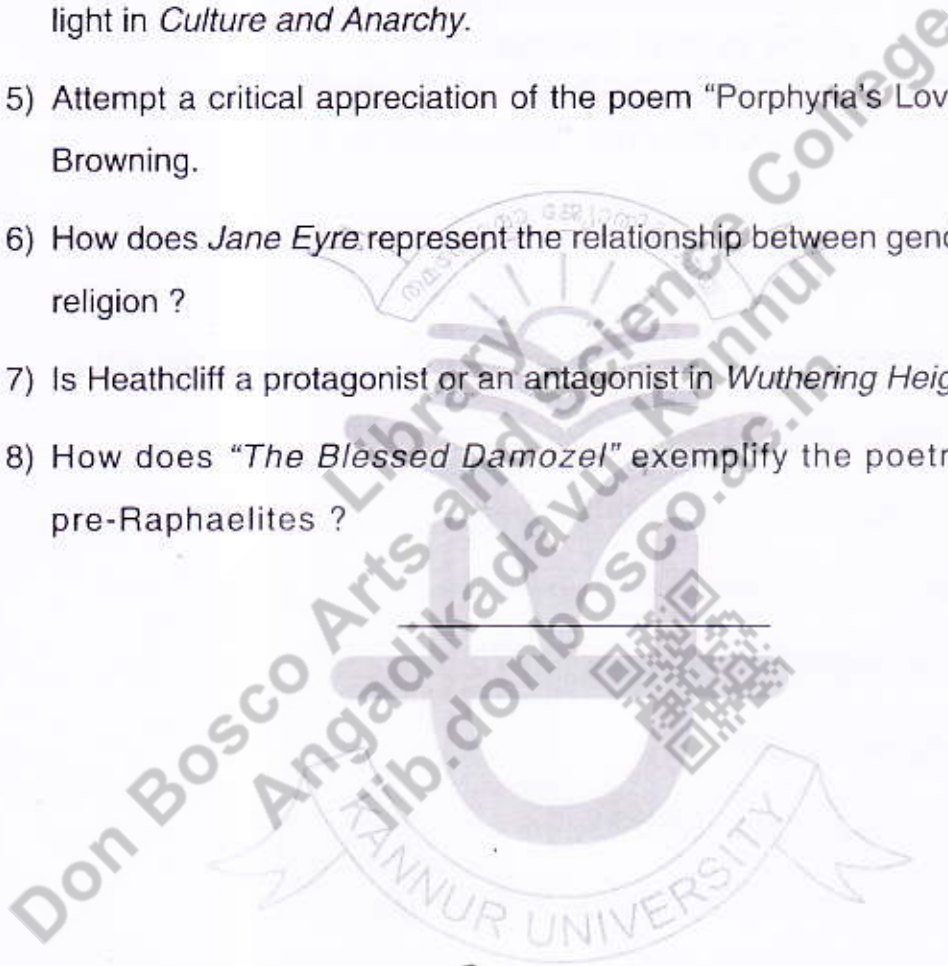 light in Culture and Anarchy.
5) Attempt a critical appreciation of the poem "Porphyria's Lov
Browning.
6) How does Jane Eyre represent the relationship between gend
religion ?
7) Is Heathcliff a protagonist or an antagonist in Wuthering Heig
8) How does "The Blessed Damozel" exemplify the poetr
pre-Raphaelites ?
Library
Don Bosco Arts and Science College
Angadikadavu, Kannur
lib.donbosco.ac.in
KANNUR UNIVERSITY